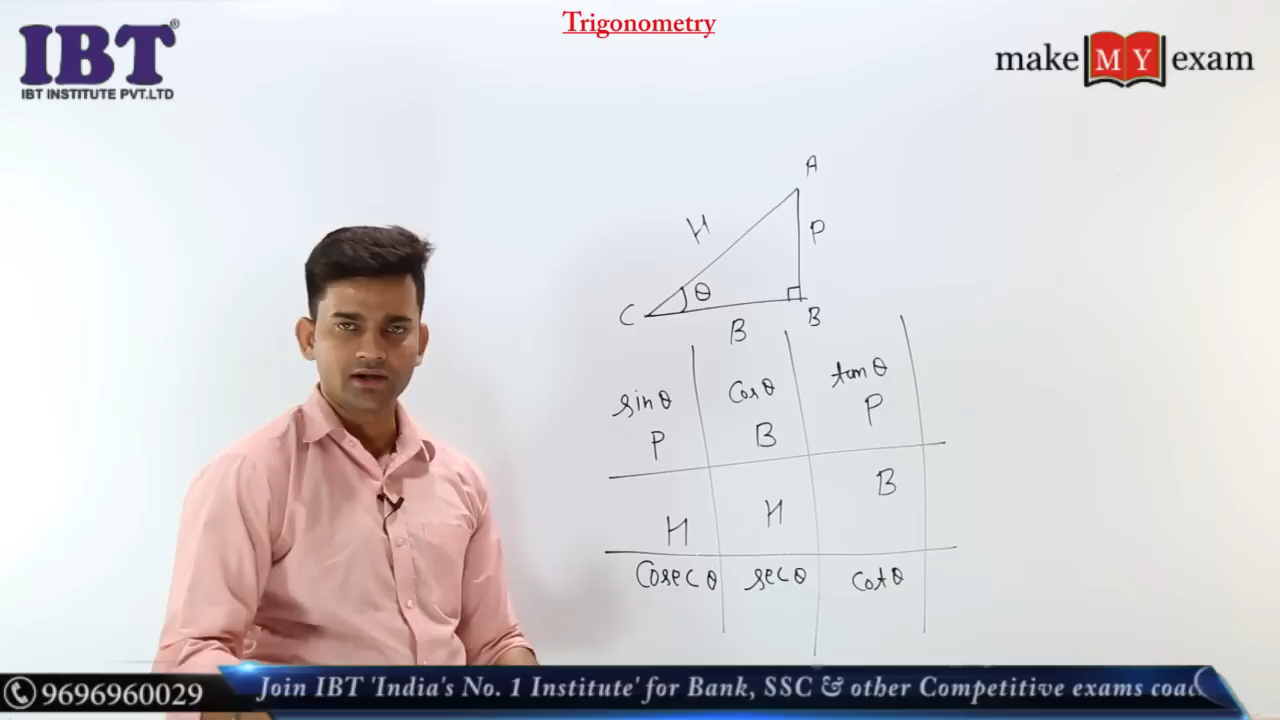 Trigonometry
IBT®
IBT INSTITUTE PVT.LTD
make MY exam
A
H
P
θ
C
B
B
sinθ
cosθ
tanθ
P
B
P
H
H
B
Cosecθ
secθ
Cotθ
9696960029
Join IBT 'India's No. 1 Institute' for Bank, SSC & other Competitive exams coac